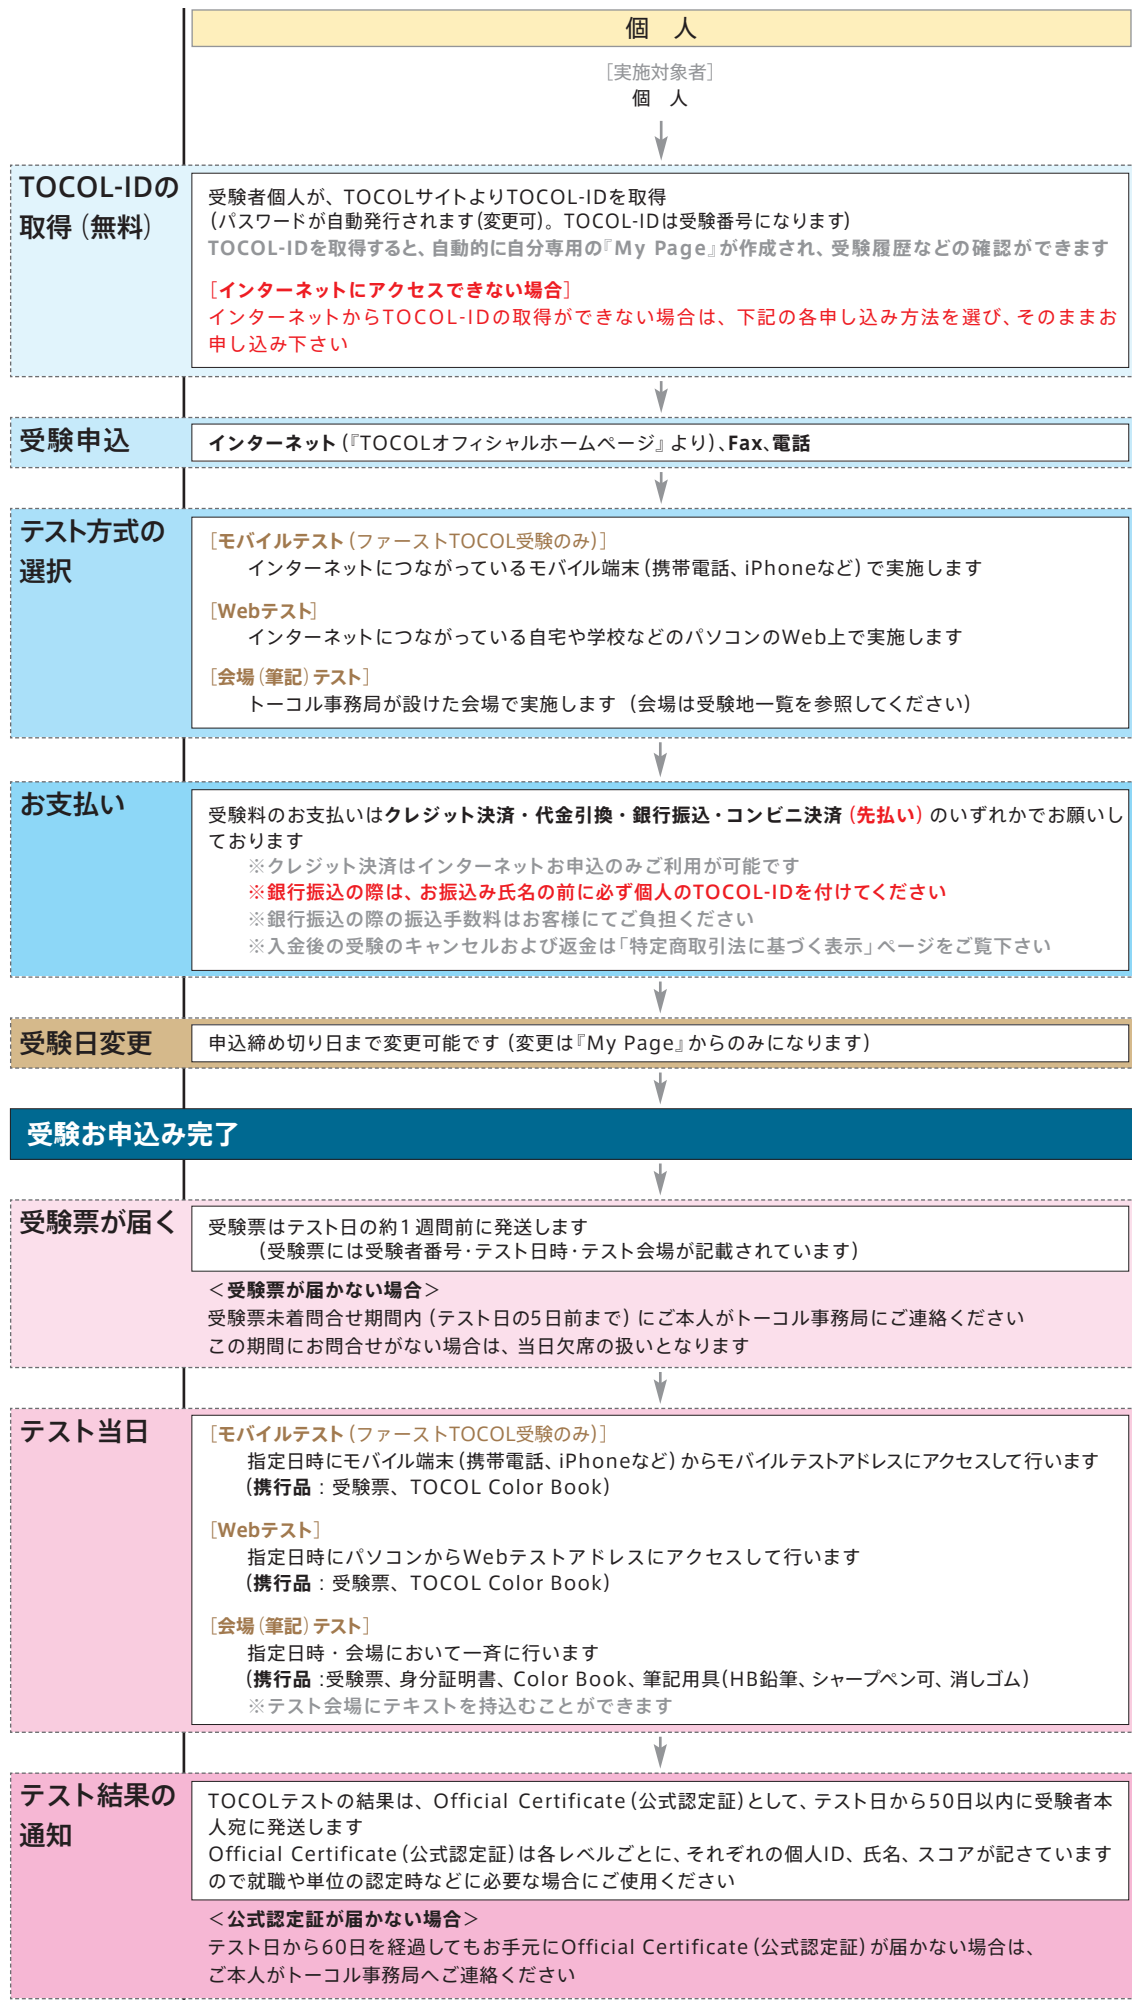 個　人
［実施対象者］
個　人
TOCOL-IDの
取得（無料）
受験者個人が、TOCOLサイトよりTOCOL-IDを取得
（パスワードが自動発行されます（変更可）。TOCOL-IDは受験番号になります）
TOCOL-IDを取得すると、自動的に自分専用の『My Page』が作成され、受験履歴などの確認ができます
［インターネットにアクセスできない場合］
インターネットからTOCOL-IDの取得ができない場合は、下記の各申し込み方法を選び、そのままお
申し込み下さい
受験申込
インターネット（『TOCOLオフィシャルホームページ』より）、Fax、電話
テスト方式の
選択
［モバイルテスト（ファーストTOCOL受験のみ）］
インターネットにつながっているモバイル端末（携帯電話、iPhoneなど）で実施します
［Webテスト］
インターネットにつながっている自宅や学校などのパソコンのWeb上で実施します
［会場（筆記）テスト］
トーコル事務局が設けた会場で実施します（会場は受験地一覧を参照してください）
お支払い
受験料のお支払いはクレジット決済・代金引換・銀行振込・コンビニ決済（先払い）のいずれかでお願いし
ております
※クレジット決済はインターネットお申込のみご利用が可能です
※銀行振込の際は、お振込み氏名の前に必ず個人のTOCOL-IDを付けてください
※銀行振込の際の振込手数料はお客様にてご負担ください
※入金後の受験のキャンセルおよび返金は「特定商取引法に基づく表示」ページをご覧下さい
受験日変更
申込締め切り日まで変更可能です（変更は『My Page』からのみになります）
受験お申込み完了
受験票が届く
受験票はテスト日の約1週間前に発送します
（受験票には受験者番号・テスト日時・テスト会場が記載されています）
＜受験票が届かない場合＞
受験票未着問合せ期間内（テスト日の5日前まで）にご本人がトーコル事務局にご連絡ください
この期間にお問合せがない場合は、当日欠席の扱いとなります
テスト当日
［モバイルテスト（ファーストTOCOL受験のみ）］
指定日時にモバイル端末（携帯電話、iPhoneなど）からモバイルテストアドレスにアクセスして行います
（携行品：受験票、TOCOL Color Book）
［Webテスト］
指定日時にパソコンからWebテストアドレスにアクセスして行います
（携行品：受験票、TOCOL Color Book）
［会場（筆記）テスト］
指定日時・会場において一斉に行います
（携行品：受験票、身分証明書、Color Book、筆記用具（HB鉛筆、シャープペン可、消しゴム）
※テスト会場にテキストを持込むことができます
テスト結果の
通知
TOCOLテストの結果は、Official Certificate（公式認定証）として、テスト日から50日以内に受験者本
人宛に発送します
Official Certificate（公式認定証）は各レベルごとに、それぞれの個人ID、氏名、スコアが記さています
ので就職や単位の認定時などに必要な場合にご使用ください
＜公式認定証が届かない場合＞
テスト日から60日を経過してもお手元にOfficial Certificate（公式認定証）が届かない場合は、
ご本人がトーコル事務局へご連絡ください